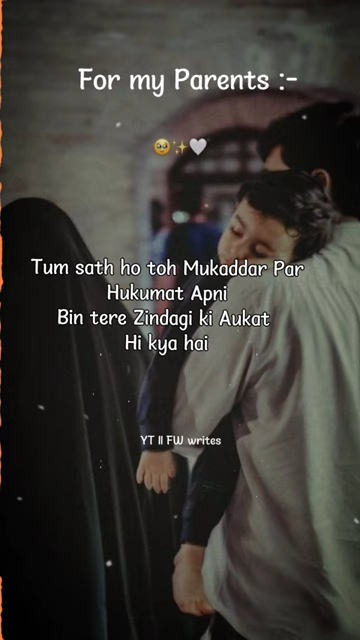 For my Parents :-
🥹✨🤍
Tum sath ho toh Mukaddar Par
Hukumat Apni
Bin tere Zindagi ki Aukat
Hi kya hai
YT || FW writes